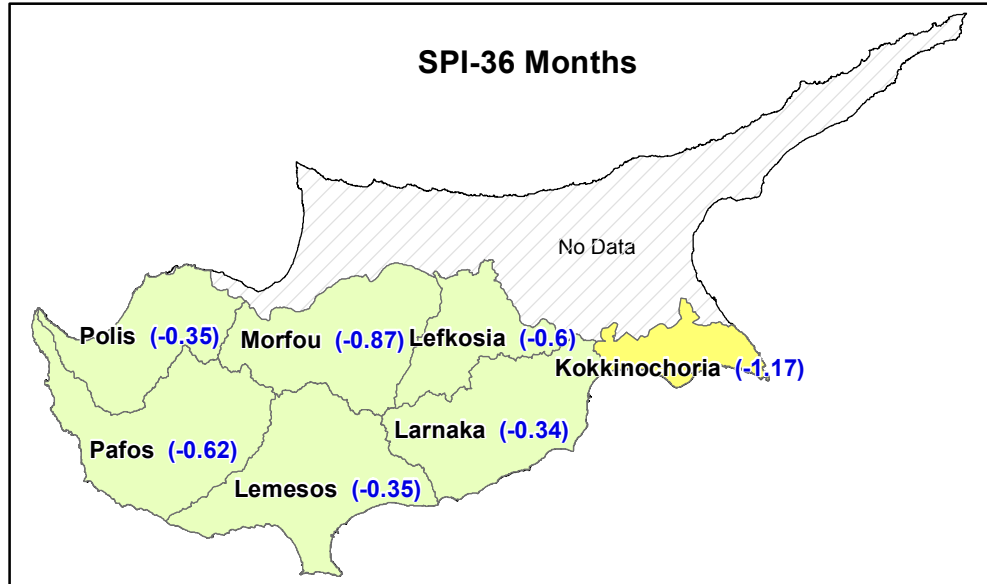 SPI-36 Months
No Data
Polis (-0.35)
Morfou (-0.87)
Lefkosia (-0.6)
Kokkinochoria (-1.17)
Pafos (-0.62)
Larnaka (-0.34)
Lemesos (-0.35)